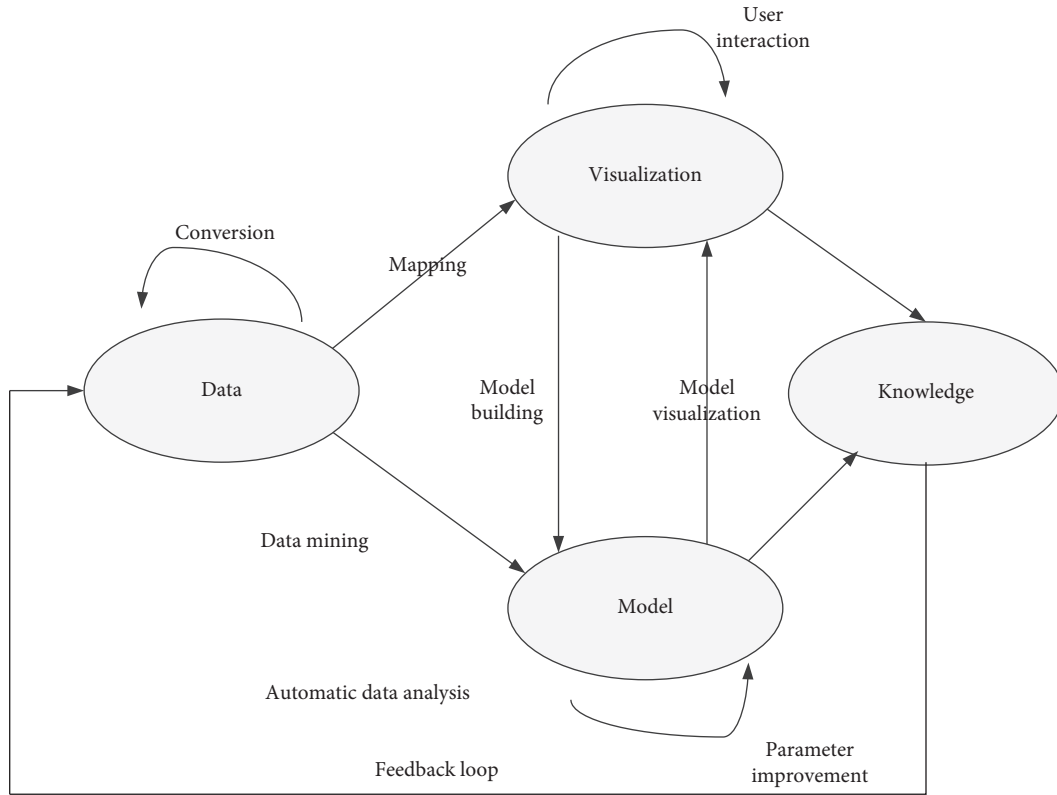 User
interaction
Visualization
Conversion
Mapping
Data
Model
building
Model
visualization
Knowledge
Data mining
Model
Automatic data analysis
Parameter
improvement
Feedback loop